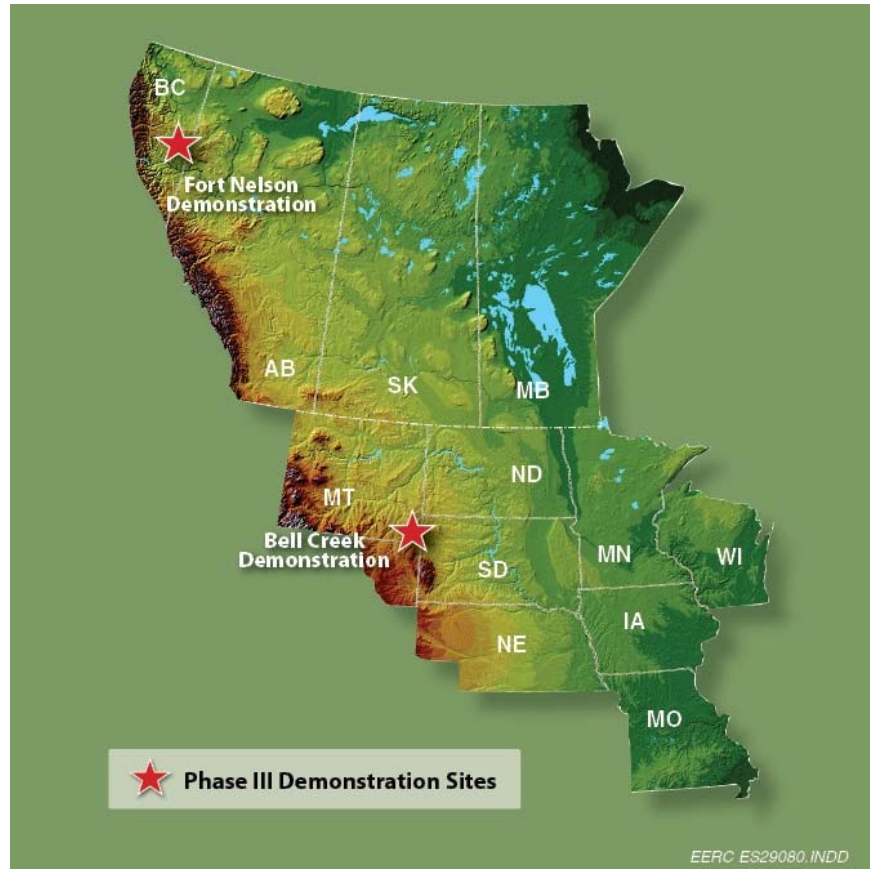 BC
Fort Nelson
Demonstration
AB
SK
MB
ND
MT
Bell Creek
Demonstration
SD
MN
WI
IA
NE
MO
Phase III Demonstration Sites
EERC ES29080.INDD